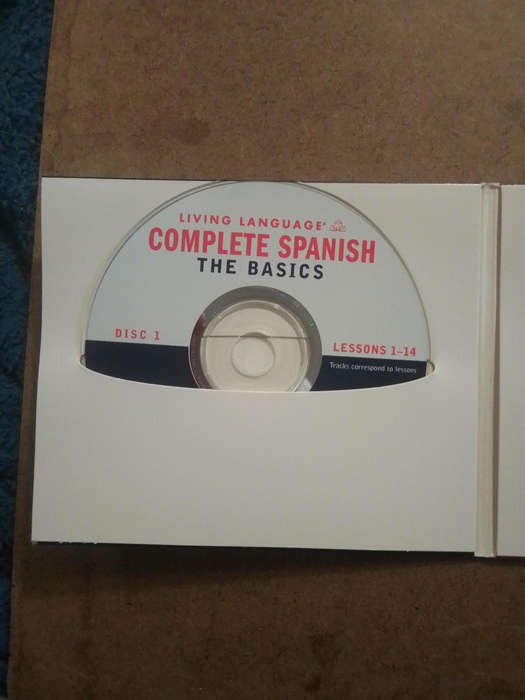 LIVING LANGUAGE®
COMPLETE SPANISH
THE BASICS
DISC 1
LESSONS 1–14
Tracks correspond to lessons